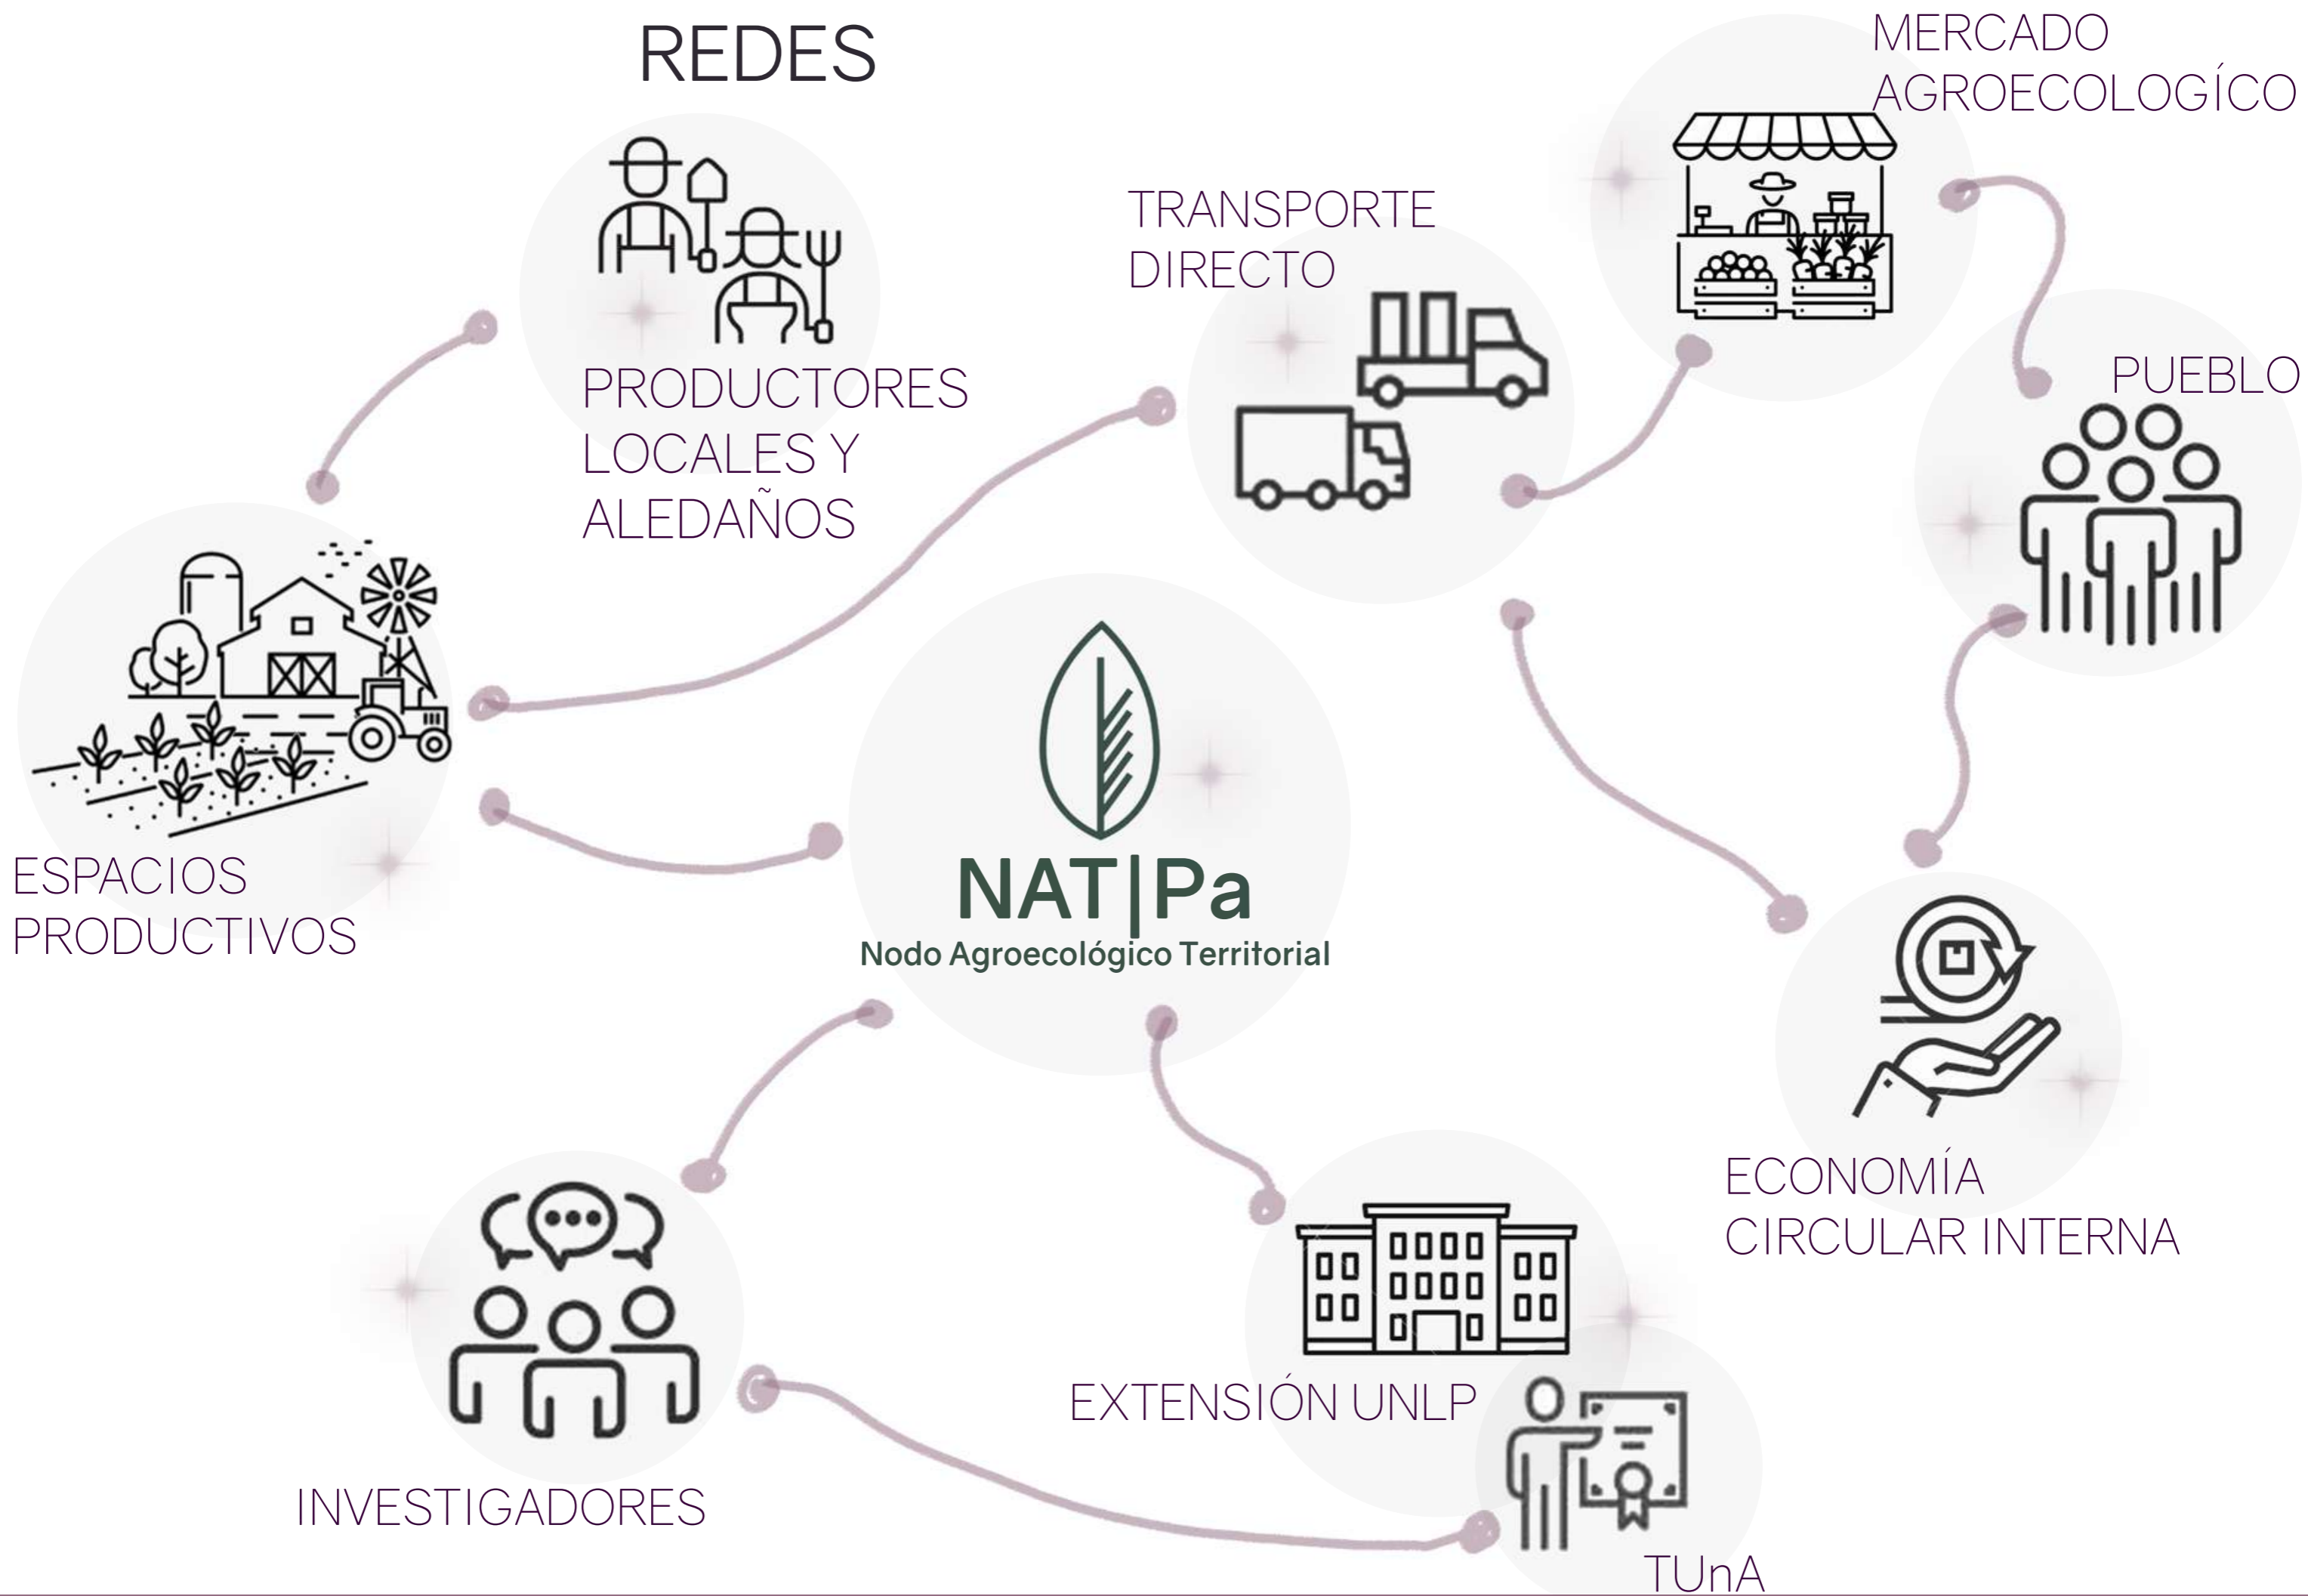 REDES
MERCADO
AGROECOLOGÍCO
TRANSPORTE
DIRECTO
PUEBLO
PRODUCTORES
LOCALES Y
ALEDAÑOS
ESPACIOS
PRODUCTIVOS
NAT|Pa
Nodo Agroecológico Territorial
ECONOMÍA
CIRCULAR INTERNA
EXTENSIÓN UNLP
INVESTIGADORES
TUnA